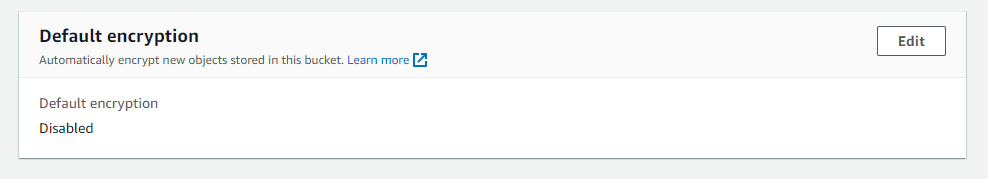 Default encryption
Edit
Automatically encrypt new objects stored in this bucket. Learn more
Default encryption
Disabled